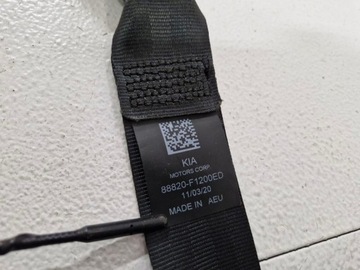 KIA
MOTORS CORP.
88820-F1200ED
11/03/20
MADE IN AEU